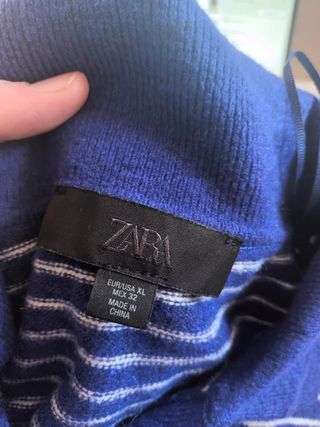 ZARA
EUR/USA XL
MEX 32
MADE IN
CHINA